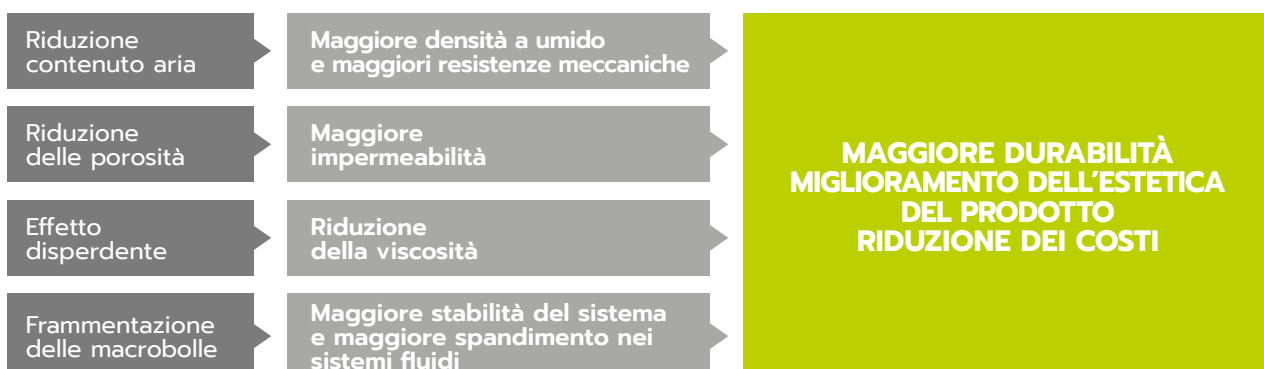 Riduzione
contenuto aria
Maggiore densità a umido
e maggiori resistenze meccaniche
Riduzione
delle porosità
Maggiore
impermeabilità
Effetto
disperdente
Riduzione
della viscosità
Frammentazione
delle macrobolle
Maggiore stabilità del sistema
e maggiore spandimento nei
sistemi fluidi
MAGGIORE DURABILITÀ
MIGLIORAMENTO DELL'ESTETICA
DEL PRODOTTO
RIDUZIONE DEI COSTI